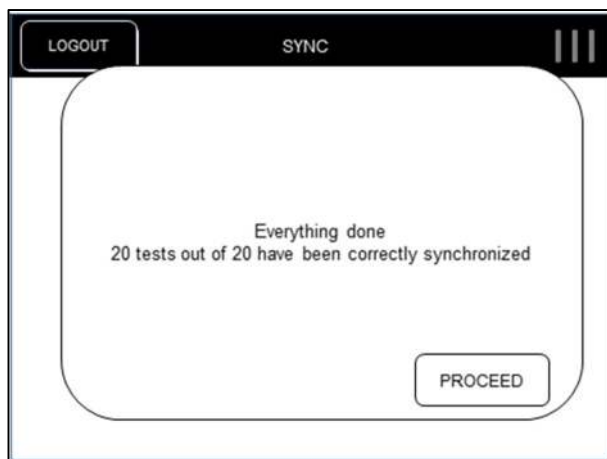 LOGOUT
SYNC
Everything done
20 tests out of 20 have been correctly synchronized
PROCEED